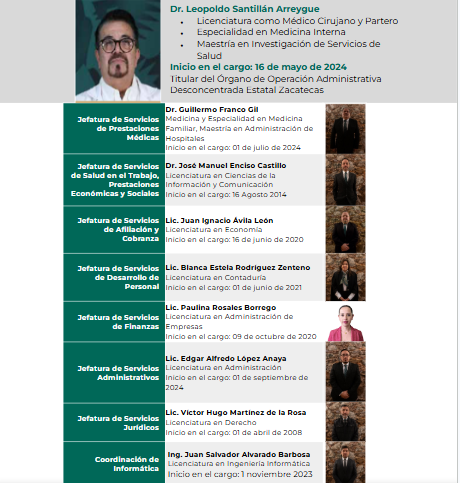 Dr. Leopoldo Santillán Arreygue
• Licenciatura como Médico Cirujano y Partero
• Especialidad en Medicina Interna
• Maestría en Investigación de Servicios de
Salud
Inicio en el cargo: 16 de mayo de 2024
Titular del Órgano de Operación Administrativa
Desconcentrada Estatal Zacatecas
Jefatura de Servicios
de Prestaciones
Médicas
Dr. Guillermo Franco Gil
Medicina y Especialidad en Medicina
Familiar, Maestría en Administración de
Hospitales
Inicio en el cargo: 01 de julio de 2024
Jefatura de Servicios
de Salud en el Trabajo,
Prestaciones
Económicas y Sociales
Dr. José Manuel Enciso Castillo
Licenciatura en Ciencias de la
Información y Comunicación
Inicio en el cargo: 16 Agosto 2014
Jefatura de Servicios
de Afiliación y
Cobranza
Lic. Juan Ignacio Ávila León
Licenciatura en Economía
Inicio en el cargo: 16 de junio de 2020
Jefatura de Servicios
de Desarrollo de
Personal
Lic. Blanca Estela Rodríguez Zenteno
Licenciatura en Contaduría
Inicio en el cargo: 01 de junio de 2021
Jefatura de Servicios
de Finanzas
Lic. Paulina Rosales Borrego
Licenciatura en Administración de
Empresas
Inicio en el cargo: 09 de octubre de 2020
Jefatura de Servicios
Administrativos
Lic. Edgar Alfredo López Anaya
Licenciatura en Administración
Inicio en el cargo: 01 de septiembre de
2024
Jefatura de Servicios
Jurídicos
Lic. Víctor Hugo Martínez de la Rosa
Licenciatura en Derecho
Inicio en el cargo: 01 de abril de 2008
Coordinación de
Informática
Ing. Juan Salvador Alvarado Barbosa
Licenciatura en Ingeniería Informática
Inicio en el cargo: 1 noviembre 2023